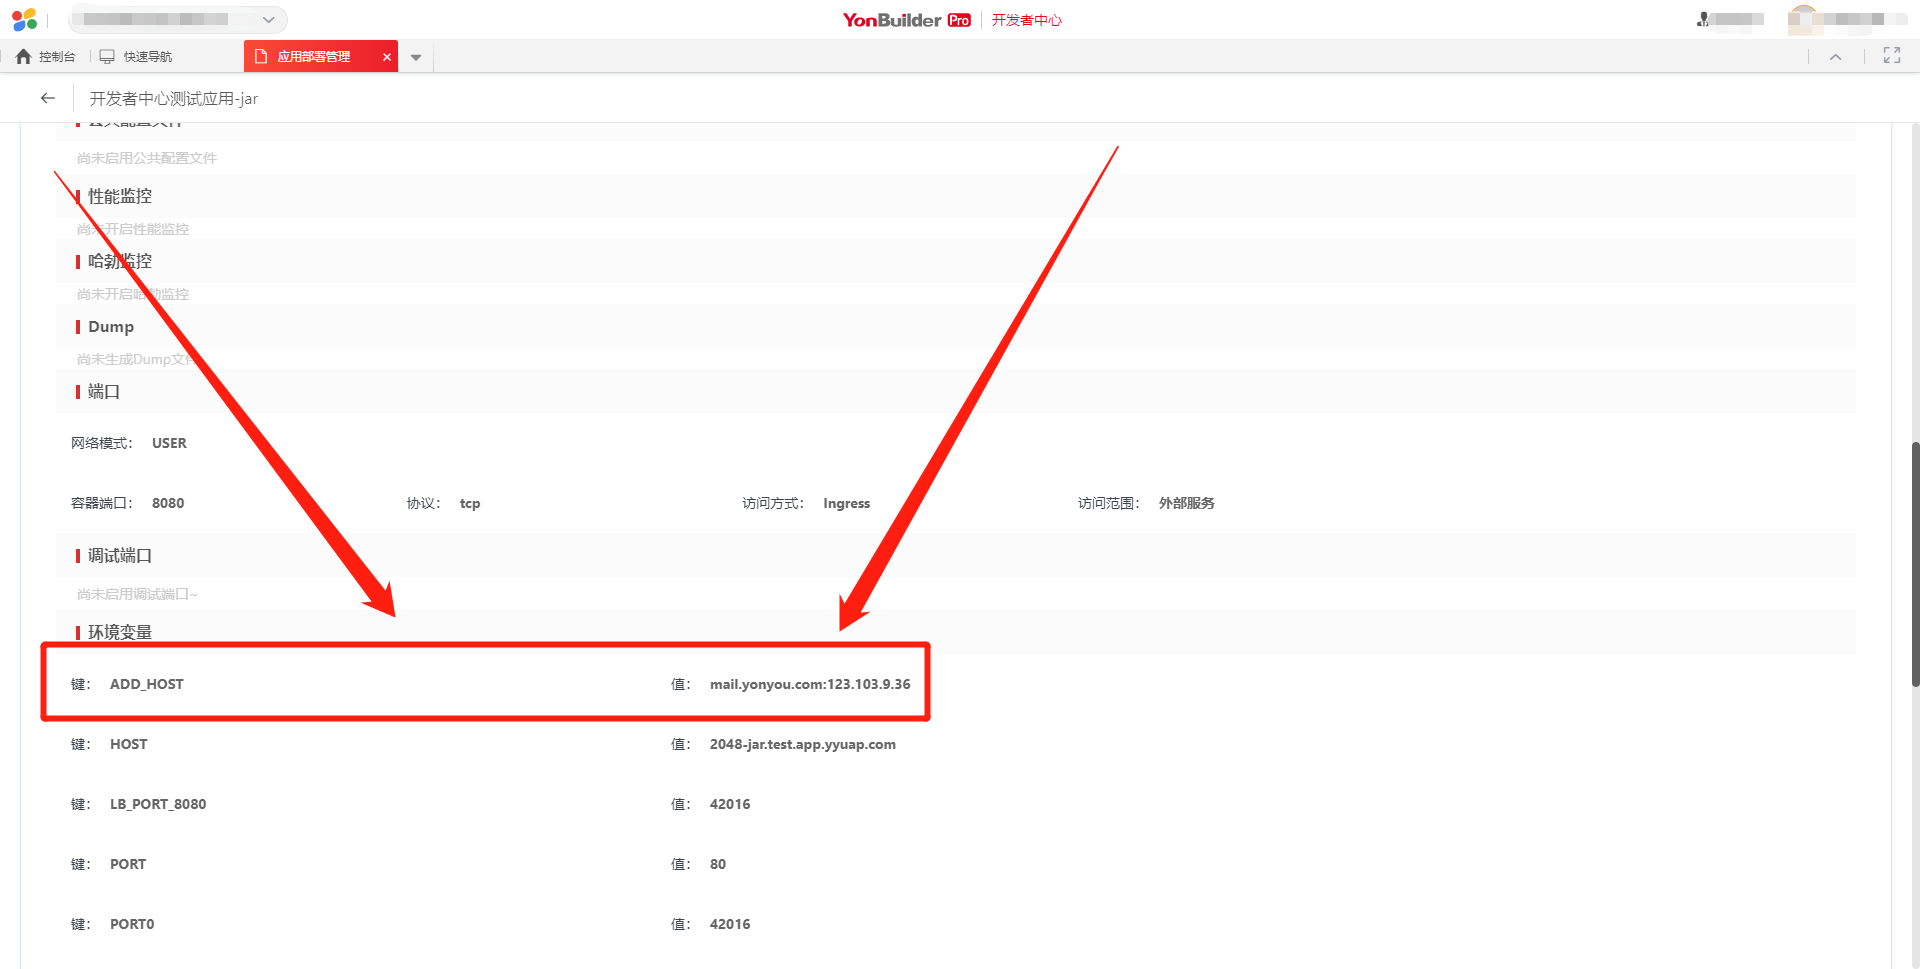 YonBuilder Pro 开发者中心
控制台 快速导航 应用部署管理
开发者中心测试应用-jar
公共配置文件
尚未启用公共配置文件
性能监控
尚未开启性能监控
哈勃监控
尚未开启哈勃监控
Dump
尚未生成Dump文件
端口
网络模式： USER
容器端口： 8080 协议： tcp 访问方式： Ingress 访问范围： 外部服务
调试端口
尚未启用调试端口~
环境变量
键： ADD_HOST 值： mail.yonyou.com:123.103.9.36
键： HOST 值： 2048-jar.test.app.yyuap.com
键： LB_PORT_8080 值： 42016
键： PORT 值： 80
键： PORT0 值： 42016